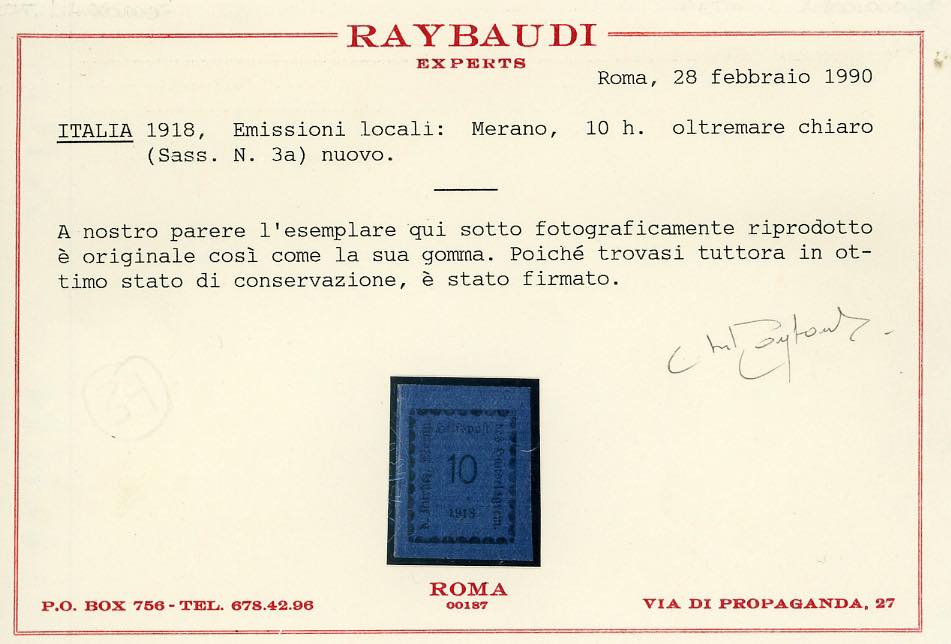 RAYBAUDI
EXPERTS
Roma, 28 febbraio 1990
ITALIA 1918, Emissioni locali: Merano, 10 h. oltremare chiaro
(Sass. N. 3a) nuovo.
A nostro parere l'esemplare qui sotto fotograficamente riprodotto
è originale così come la sua gomma. Poiché trovasi tuttora in ot-
timo stato di conservazione, è stato firmato.
10
1918
ROMA
00187
P.O. BOX 756 - TEL. 678.42.96
VIA DI PROPAGANDA, 27